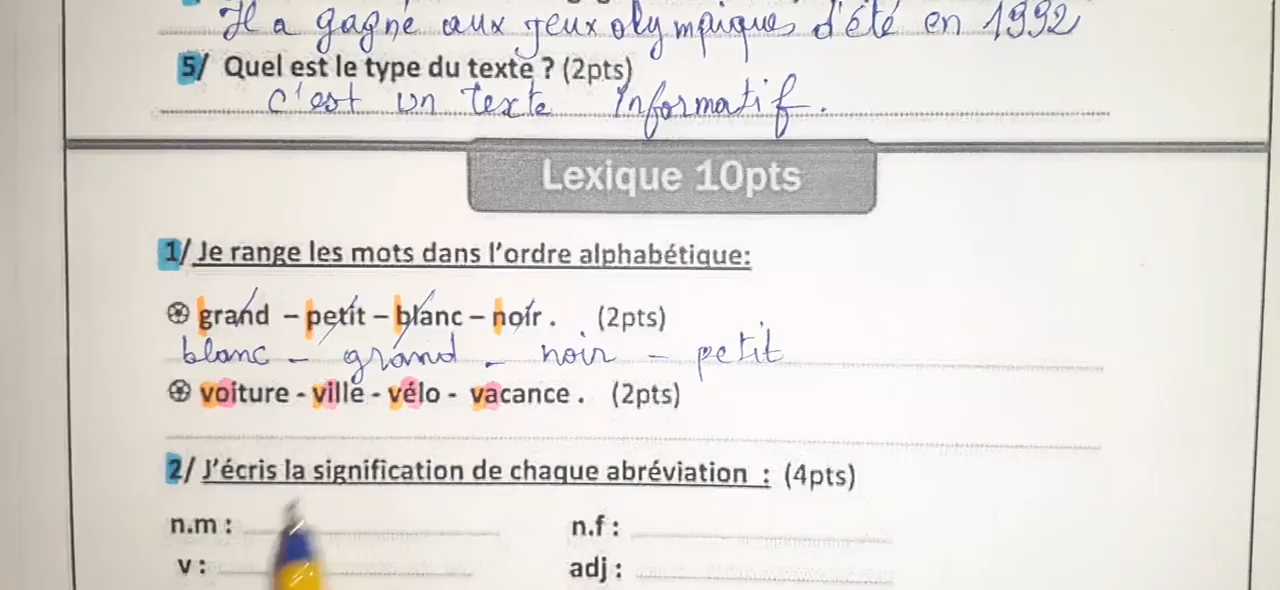 Il a gagné aux jeux olympiques d'été en 1992
5/ Quel est le type du texte ? (2pts)
c'est un texte informatif.
Lexique 10pts
1/ Je range les mots dans l'ordre alphabétique:
grand – petit – blanc – noir . (2pts)
blanc - grand - noir - petit
voiture - ville - vélo - vacance . (2pts)
2/ J'écris la signification de chaque abréviation : (4pts)
n.m : n.f :
v : adj :